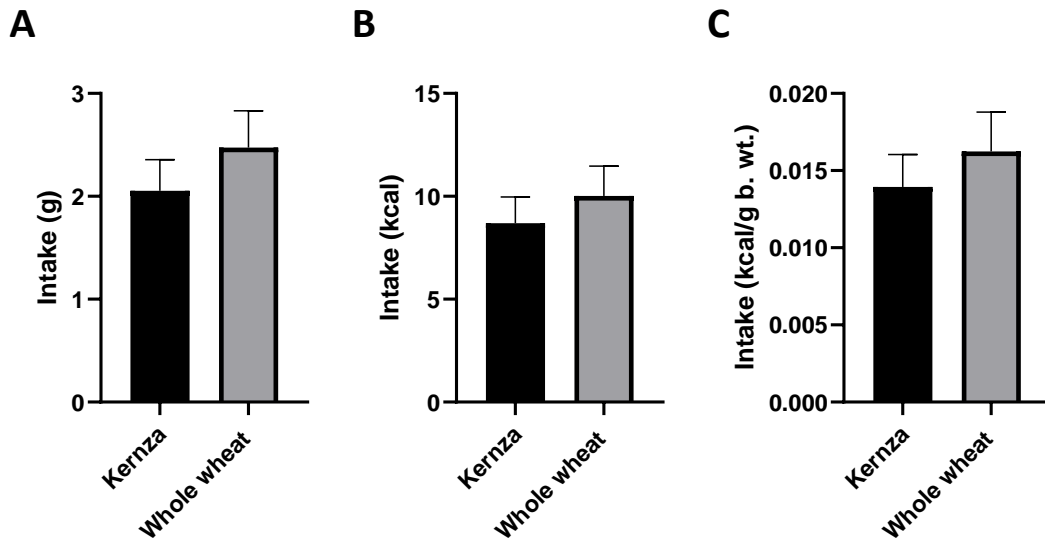 A
B
C
Intake (g)
3
2
1
0
Kernza
Whole wheat
Intake (kcal)
15
10
5
0
Kernza
Whole wheat
Intake (kcal/g b. wt.)
0.020
0.015
0.010
0.005
0.000
Kernza
Whole wheat